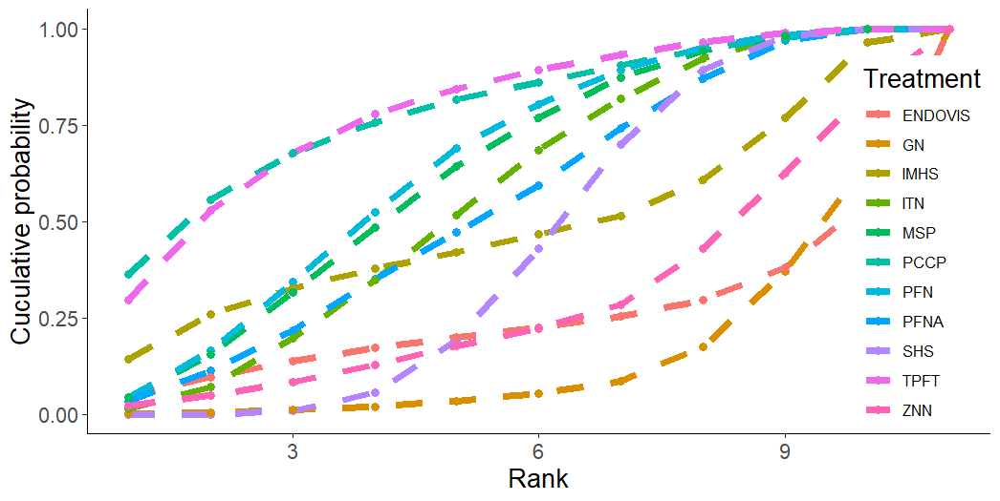 1.00
0.75
0.50
0.25
0.00
Cuculative probability
3
6
9
Rank
Treatment
ENDOVIS
GN
IMHS
ITN
MSP
PCCP
PFN
PFNA
SHS
TPFT
ZNN